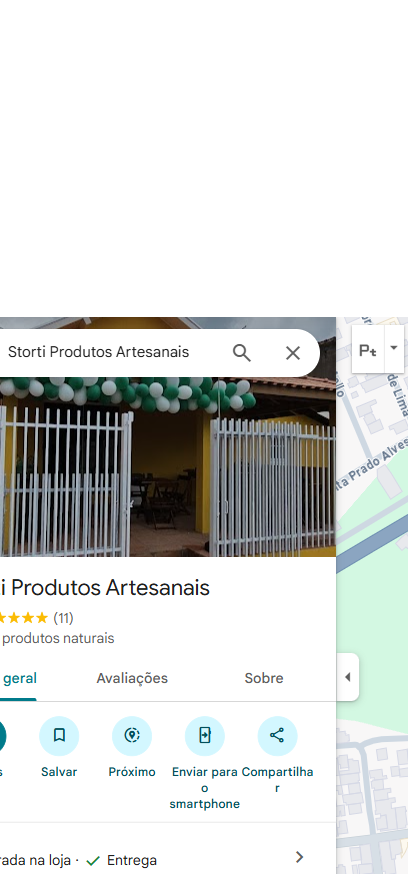 Storti Produtos Artesanais
Pt
de Lima
ta Prado Alves
i Produtos Artesanais
(11)
produtos naturais
geral Avaliações Sobre
s Salvar Próximo Enviar para o smartphone Compartilhar
rada na loja · Entrega